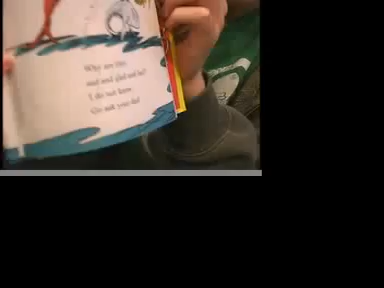 Why are they
sad and glad and bad?
I do not know.
Go ask your dad.